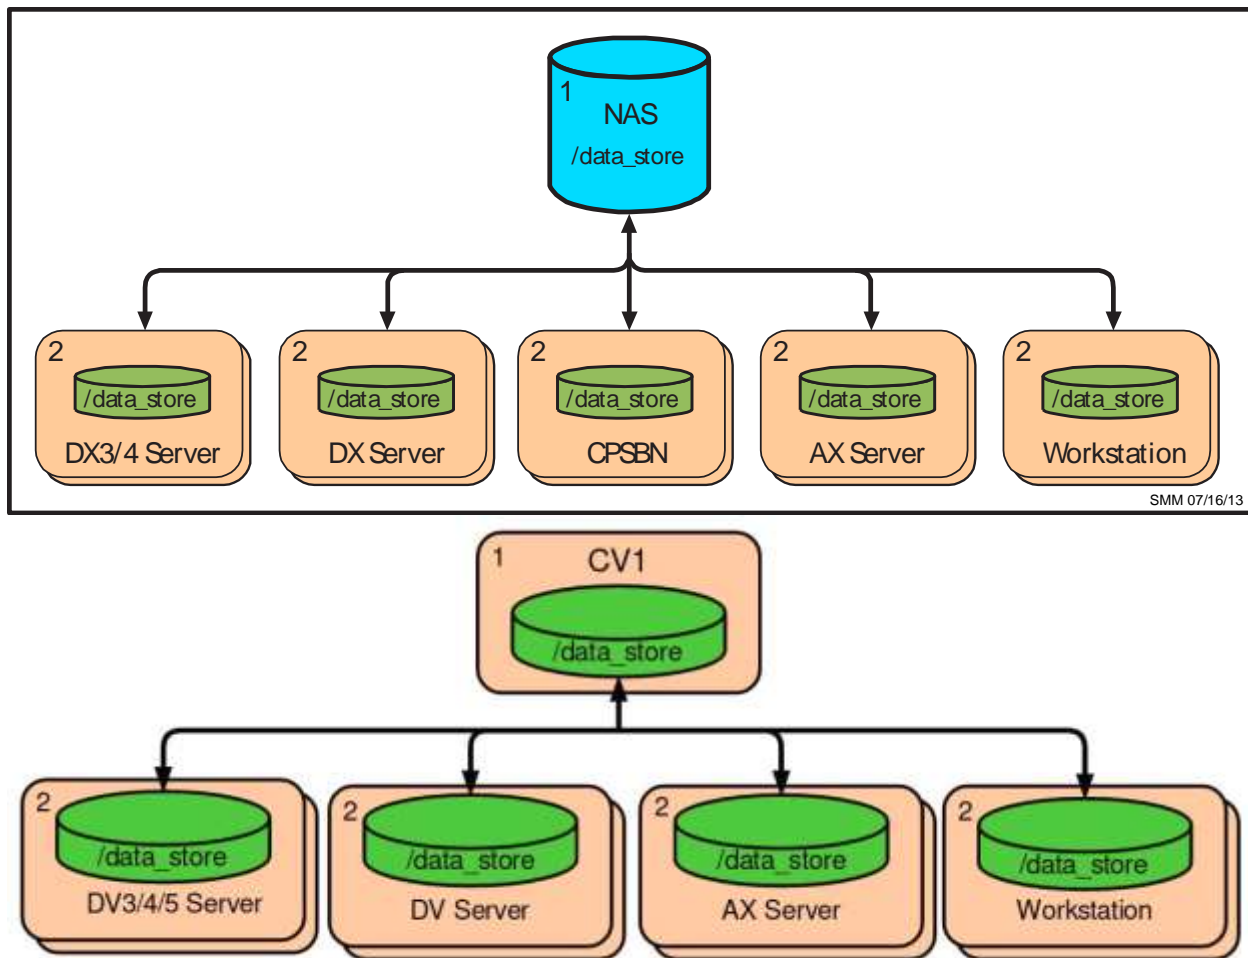 1
NAS
/data_store
2
/data_store
DX3/4 Server
2
/data_store
DX Server
2
/data_store
CPSBN
2
/data_store
AX Server
2
/data_store
Workstation
SMM 07/16/13
1
CV1
/data_store
2
/data_store
DV3/4/5 Server
2
/data_store
DV Server
2
/data_store
AX Server
2
/data_store
Workstation